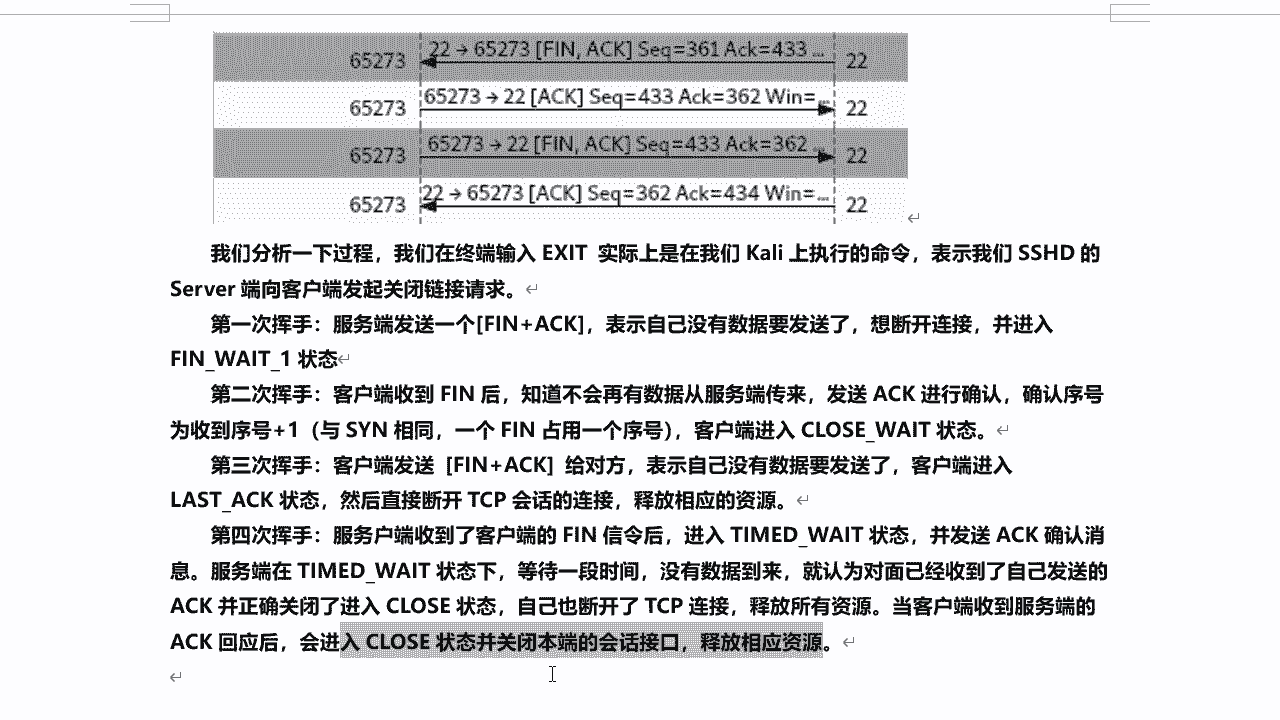 65273 22 → 65273 [FIN, ACK] Seq=361 Ack=433 ... 22
65273 65273 → 22 [ACK] Seq=433 Ack=362 Win=... 22
65273 65273 → 22 [FIN, ACK] Seq=433 Ack=362 ... 22
65273 22 → 65273 [ACK] Seq=362 Ack=434 Win=... 22
我们分析一下过程，我们在终端输入 EXIT 实际上是在我们 Kali 上执行的命令，表示我们 SSHD 的
Server 端向客户端发起关闭链接请求。
第一次挥手：服务端发送一个[FIN+ACK]，表示自己没有数据要发送了，想断开连接，并进入
FIN_WAIT_1 状态
第二次挥手：客户端收到 FIN 后，知道不会再有数据从服务端传来，发送 ACK 进行确认，确认序号
为收到序号+1（与 SYN 相同，一个 FIN 占用一个序号），客户端进入 CLOSE_WAIT 状态。
第三次挥手：客户端发送 [FIN+ACK] 给对方，表示自己没有数据要发送了，客户端进入
LAST_ACK 状态，然后直接断开 TCP 会话的连接，释放相应的资源。
第四次挥手：服务户端收到了客户端的 FIN 信令后，进入 TIMED_WAIT 状态，并发送 ACK 确认消
息。服务端在 TIMED_WAIT 状态下，等待一段时间，没有数据到来，就认为对面已经收到了自己发送的
ACK 并正确关闭了进入 CLOSE 状态，自己也断开了 TCP 连接，释放所有资源。当客户端收到服务端的
ACK 回应后，会进入 CLOSE 状态并关闭本端的会话接口，释放相应资源。